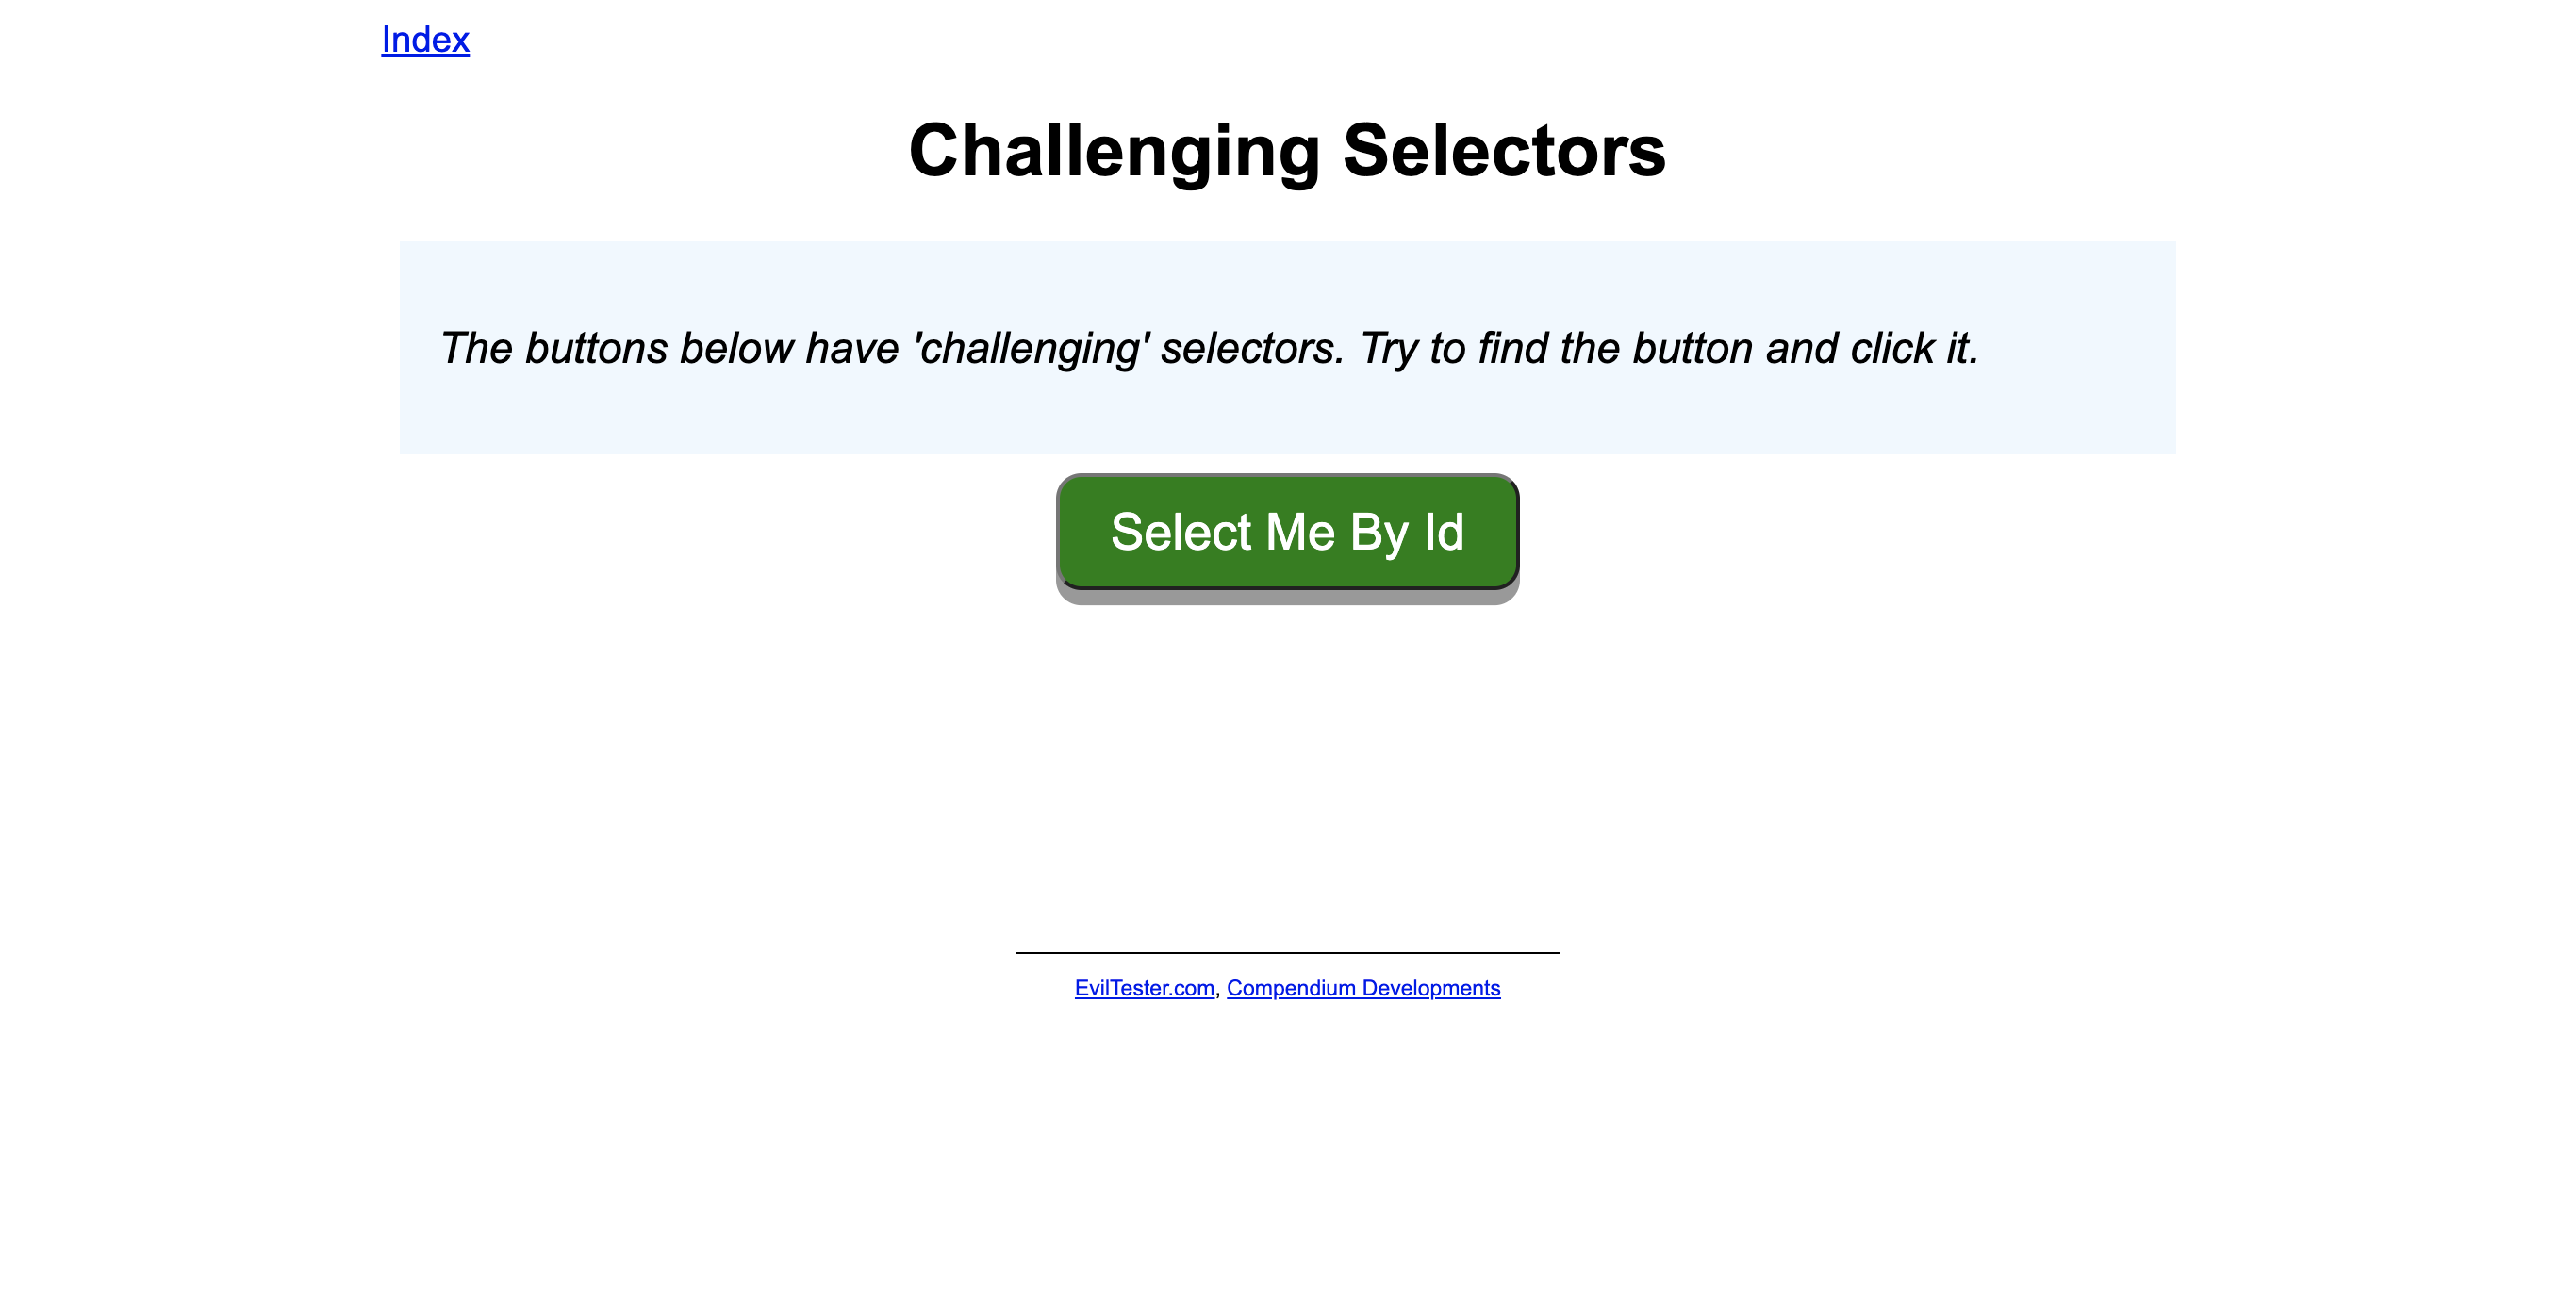 Index
Challenging Selectors
The buttons below have 'challenging' selectors. Try to find the button and click it.
Select Me By Id
EvilTester.com, Compendium Developments